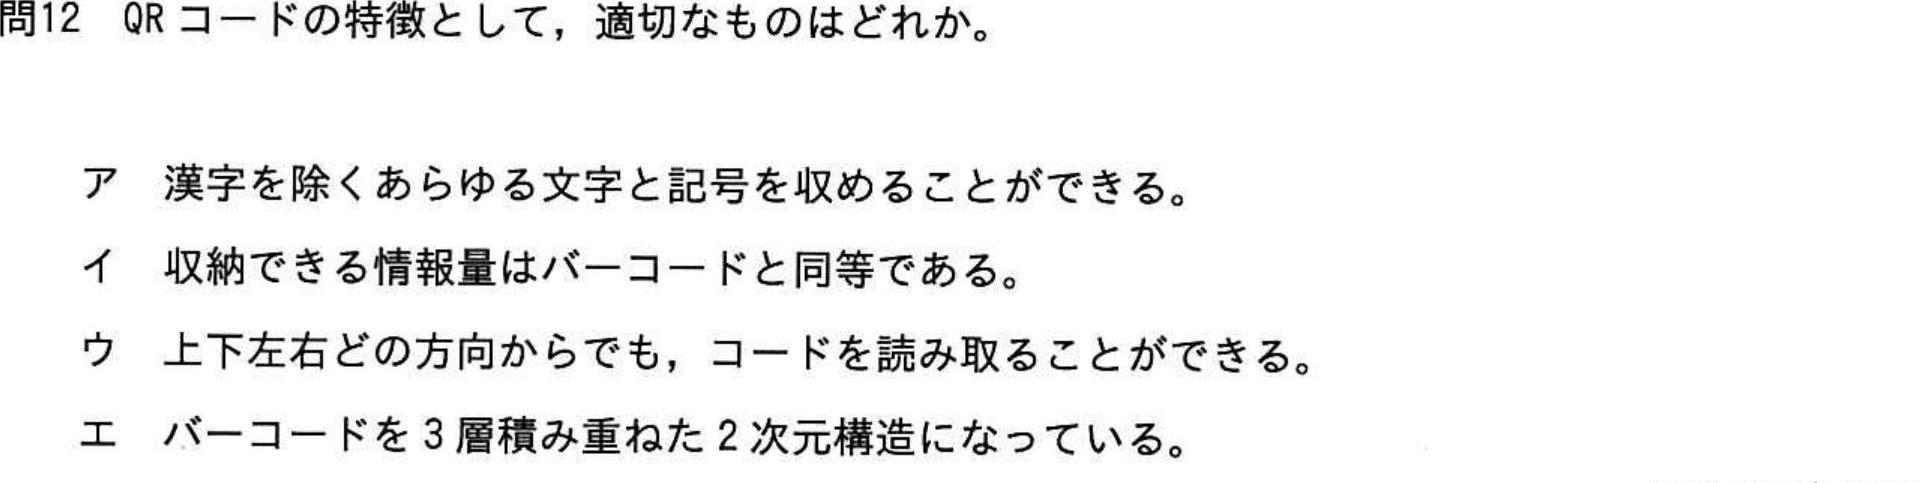 問12　QRコードの特徴として，適切なものはどれか。
ア　漢字を除くあらゆる文字と記号を収めることができる。
イ　収納できる情報量はバーコードと同等である。
ウ　上下左右どの方向からでも，コードを読み取ることができる。
エ　バーコードを3層積み重ねた2次元構造になっている。